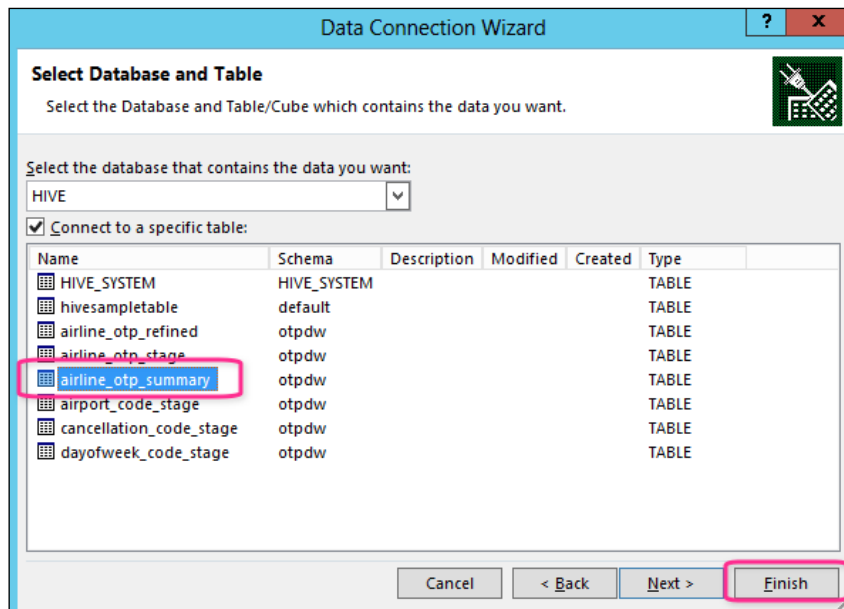 Data Connection Wizard ? x
Select Database and Table
Select the Database and Table/Cube which contains the data you want.
Select the database that contains the data you want:
HIVE
Connect to a specific table:
Name Schema Description Modified Created Type
HIVE_SYSTEM HIVE_SYSTEM TABLE
hivesampletable default TABLE
airline_otp_refined otpdw TABLE
airline_otp_stage otpdw TABLE
airline_otp_summary otpdw TABLE
airport_code_stage otpdw TABLE
cancellation_code_stage otpdw TABLE
dayofweek_code_stage otpdw TABLE
Cancel < Back Next > Finish